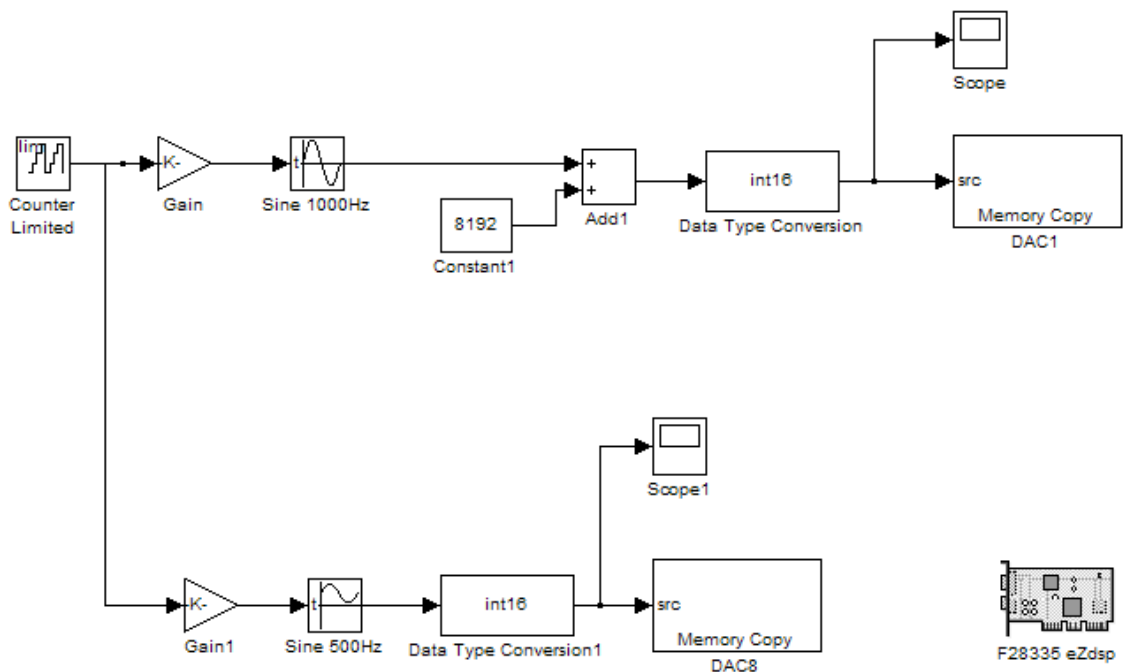 Scope
lim
Counter
Limited
K-
Gain
t
Sine 1000Hz
+
+
Add1
8192
Constant1
int16
Data Type Conversion
src
Memory Copy
DAC1
Scope1
K-
Gain1
t
Sine 500Hz
int16
Data Type Conversion1
src
Memory Copy
DAC8
F28335 eZdsp